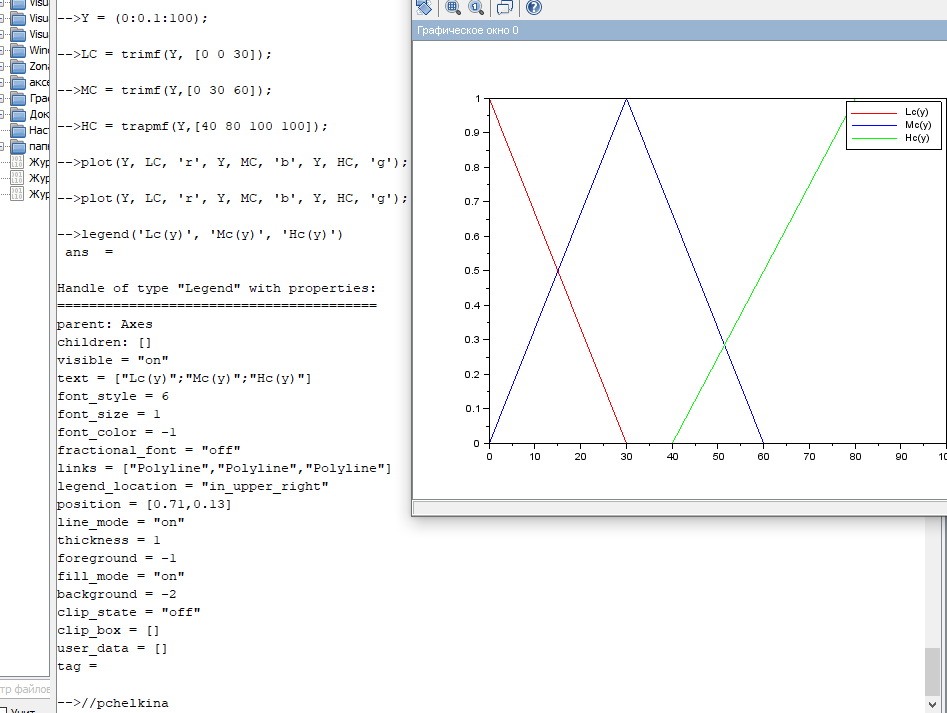 Visu
Visu
Visu
Wind
Zona
аксе
Гра
Док
Наст
папк
Жур
Жур
Жур
-->Y = (0:0.1:100);
-->LC = trimf(Y, [0 0 30]);
-->MC = trimf(Y,[0 30 60]);
-->HC = trapmf(Y,[40 80 100 100]);
-->plot(Y, LC, 'r', Y, MC, 'b', Y, HC, 'g');
-->plot(Y, LC, 'r', Y, MC, 'b', Y, HC, 'g');
-->legend('Lc(y)', 'Mc(y)', 'Hc(y)')
ans =
Handle of type "Legend" with properties:
========================================
parent: Axes
children: []
visible = "on"
text = ["Lc(y)";"Mc(y)";"Hc(y)"]
font_style = 6
font_size = 1
font_color = -1
fractional_font = "off"
links = ["Polyline","Polyline","Polyline"]
legend_location = "in_upper_right"
position = [0.71,0.13]
line_mode = "on"
thickness = 1
foreground = -1
fill_mode = "on"
background = -2
clip_state = "off"
clip_box = []
user_data = []
tag =
-->//pchelkina
тр файлов
Графическое окно 0
1
0.9
0.8
0.7
0.6
0.5
0.4
0.3
0.2
0.1
0
0 10 20 30 40 50 60 70 80 90 10
Lc(y)
Mc(y)
Hc(y)